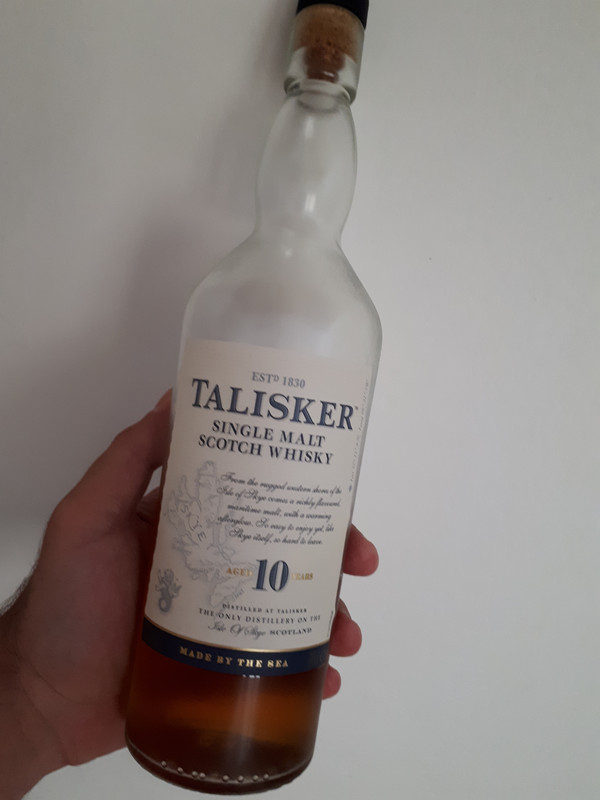 ESTD 1830
TALISKER
SINGLE MALT
SCOTCH WHISKY
From the rugged western shores of the
Isle of Skye comes a richly flavoured,
maritime malt, with a warming
afterglow. So easy to enjoy yet, like
Skye itself, so hard to leave.
SKYE
AGED 10 YEARS
DISTILLED AT TALISKER
THE ONLY DISTILLERY ON THE
Isle Of Skye SCOTLAND
MADE BY THE SEA